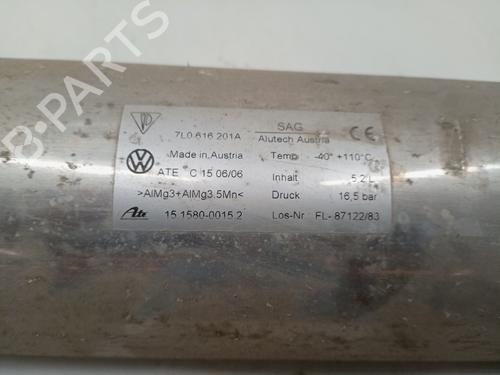 7L0 616 201A
SAG
Alutech Austria
CE
Made in Austria
Temp -40° +110°C
ATE C 15 06/06
Inhalt 5,2 L
>AlMg3+AlMg3.5Mn<
Druck 16,5 bar
Ate 15.1580-0015.2
Los-Nr FL- 87122/83